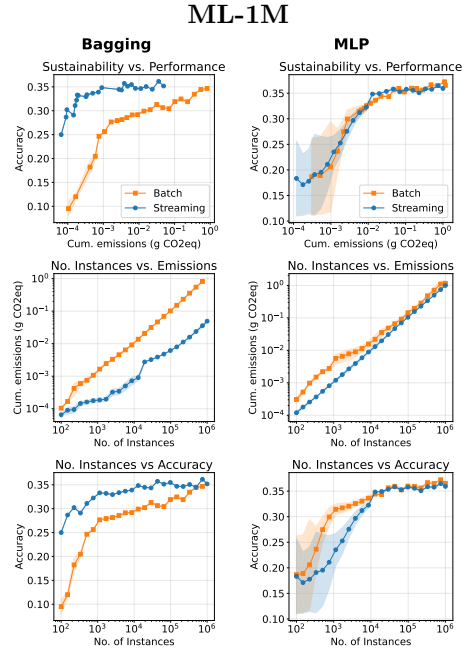 ML-1M
Bagging MLP
Sustainability vs. Performance Sustainability vs. Performance
Accuracy
0.35
0.30
0.25
0.20
0.15
0.10
Batch
Streaming
10⁻⁴ 10⁻³ 10⁻² 10⁻¹ 10⁰
Cum. emissions (g CO2eq)
Accuracy
0.35
0.30
0.25
0.20
0.15
0.10
Batch
Streaming
10⁻⁴ 10⁻³ 10⁻² 10⁻¹ 10⁰
Cum. emissions (g CO2eq)
No. Instances vs. Emissions No. Instances vs. Emissions
Cum. emissions (g CO2eq)
10⁰
10⁻¹
10⁻²
10⁻³
10⁻⁴
10² 10³ 10⁴ 10⁵ 10⁶
No. of Instances
Cum. emissions (g CO2eq)
10⁰
10⁻¹
10⁻²
10⁻³
10⁻⁴
10² 10³ 10⁴ 10⁵ 10⁶
No. of Instances
No. Instances vs Accuracy No. Instances vs Accuracy
Accuracy
0.35
0.30
0.25
0.20
0.15
0.10
10² 10³ 10⁴ 10⁵ 10⁶
No. of Instances
Accuracy
0.35
0.30
0.25
0.20
0.15
0.10
10² 10³ 10⁴ 10⁵ 10⁶
No. of Instances